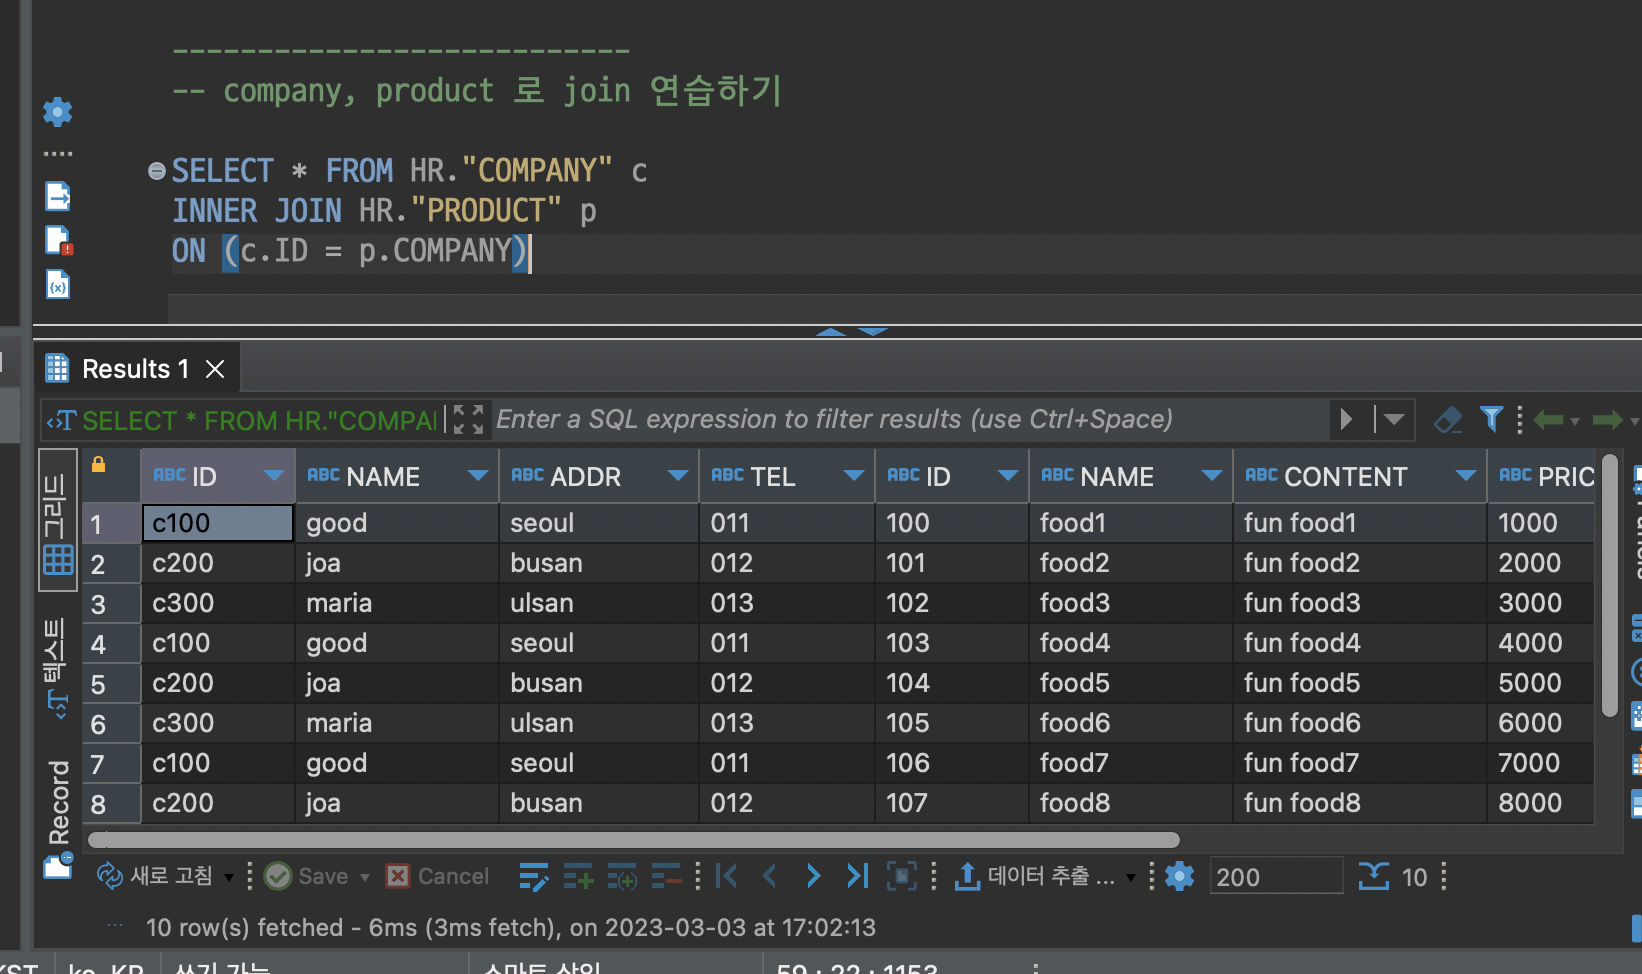 ---------------------------
-- company, product 로 join 연습하기
SELECT * FROM HR."COMPANY" c
INNER JOIN HR."PRODUCT" p
ON (c.ID = p.COMPANY)
Results 1
SELECT * FROM HR."COMPA
Enter a SQL expression to filter results (use Ctrl+Space)
그리드
텍스트
Record
ABC ID ABC NAME ABC ADDR ABC TEL ABC ID ABC NAME ABC CONTENT ABC PRIC
1 c100 good seoul 011 100 food1 fun food1 1000
2 c200 joa busan 012 101 food2 fun food2 2000
3 c300 maria ulsan 013 102 food3 fun food3 3000
4 c100 good seoul 011 103 food4 fun food4 4000
5 c200 joa busan 012 104 food5 fun food5 5000
6 c300 maria ulsan 013 105 food6 fun food6 6000
7 c100 good seoul 011 106 food7 fun food7 7000
8 c200 joa busan 012 107 food8 fun food8 8000
새로 고침 Save Cancel 데이터 추출 ... 200 10
10 row(s) fetched - 6ms (3ms fetch), on 2023-03-03 at 17:02:13
KST ko_KR 쓰기 가능 스마트 삽입 59 : 22 : 1153